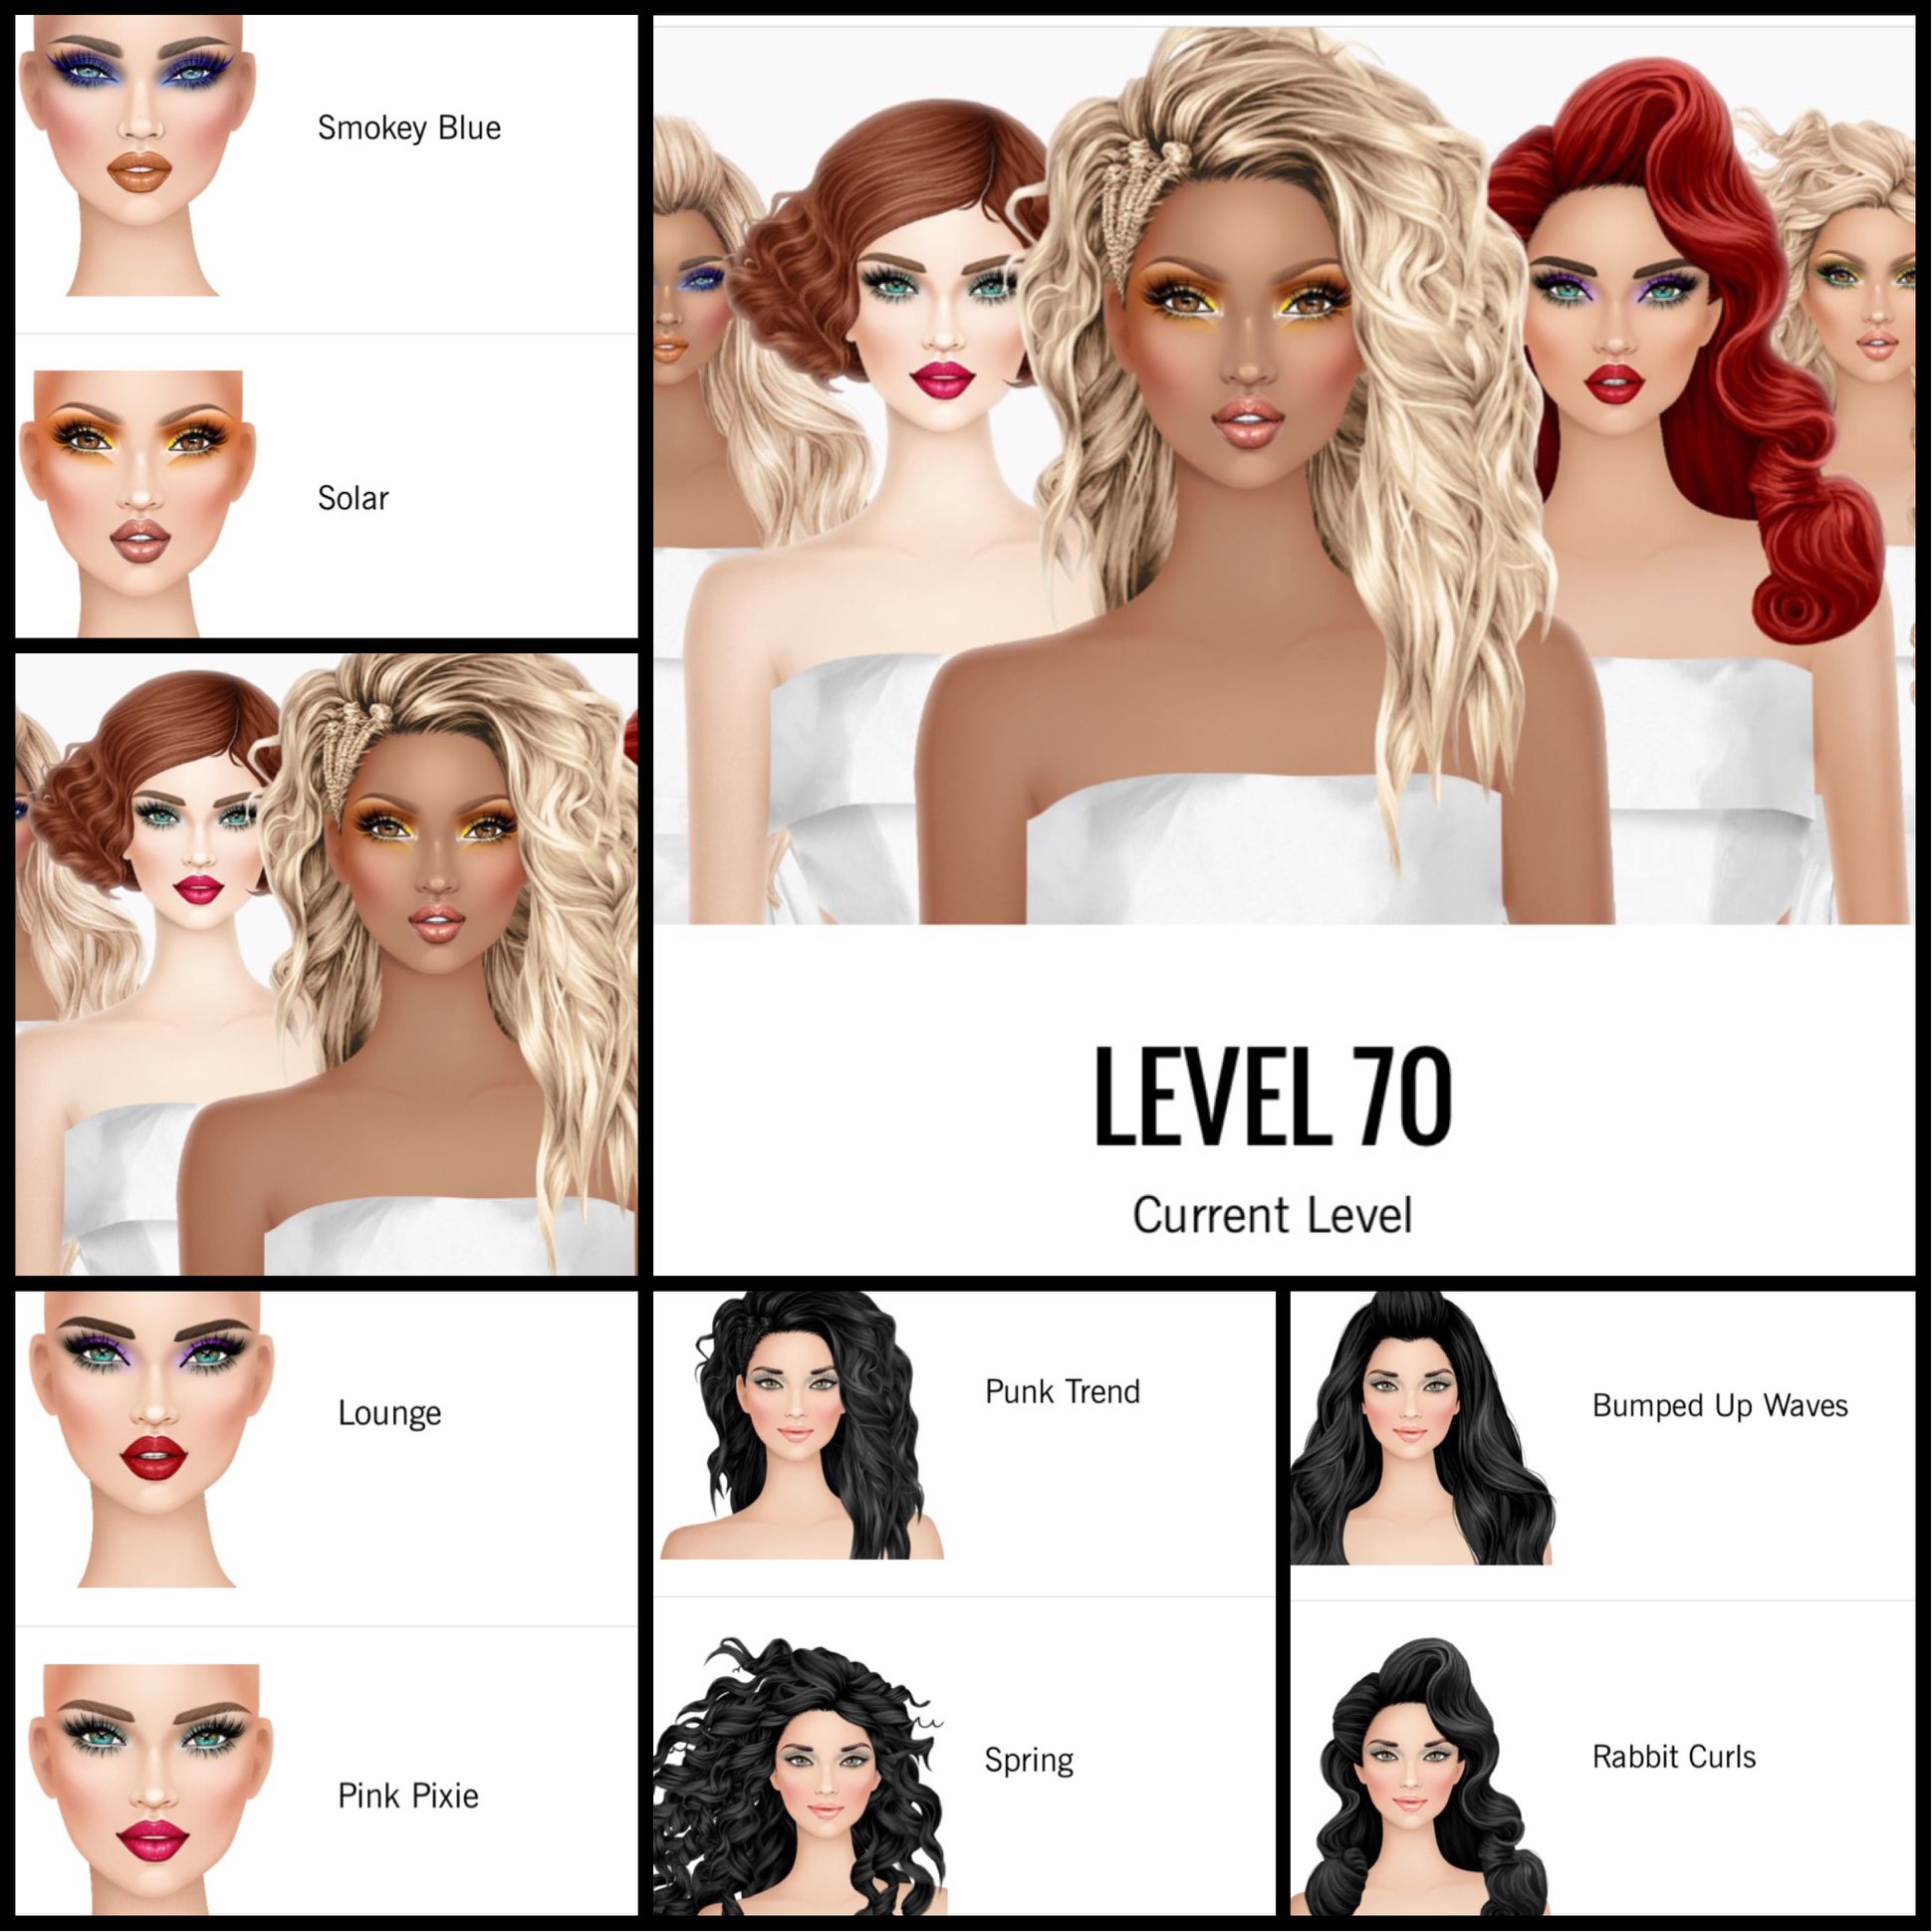 Smokey Blue
Solar
LEVEL 70
Current Level
Lounge
Pink Pixie
Punk Trend
Spring
Bumped Up Waves
Rabbit Curls